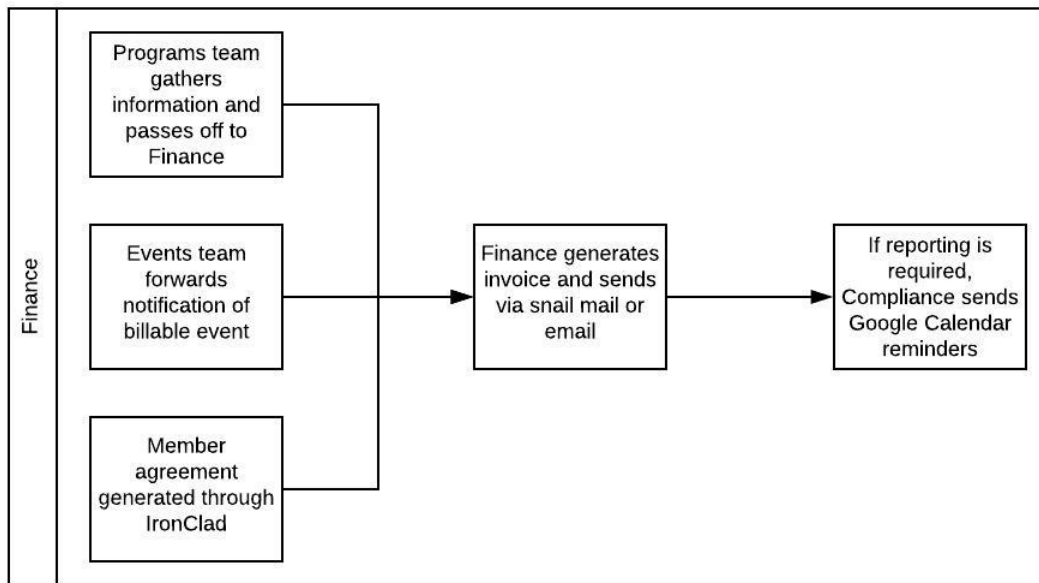 Finance
Programs team
gathers
information and
passes off to
Finance
Events team
forwards
notification of
billable event
Member
agreement
generated through
IronClad
Finance generates
invoice and sends
via snail mail or
email
If reporting is
required,
Compliance sends
Google Calendar
reminders